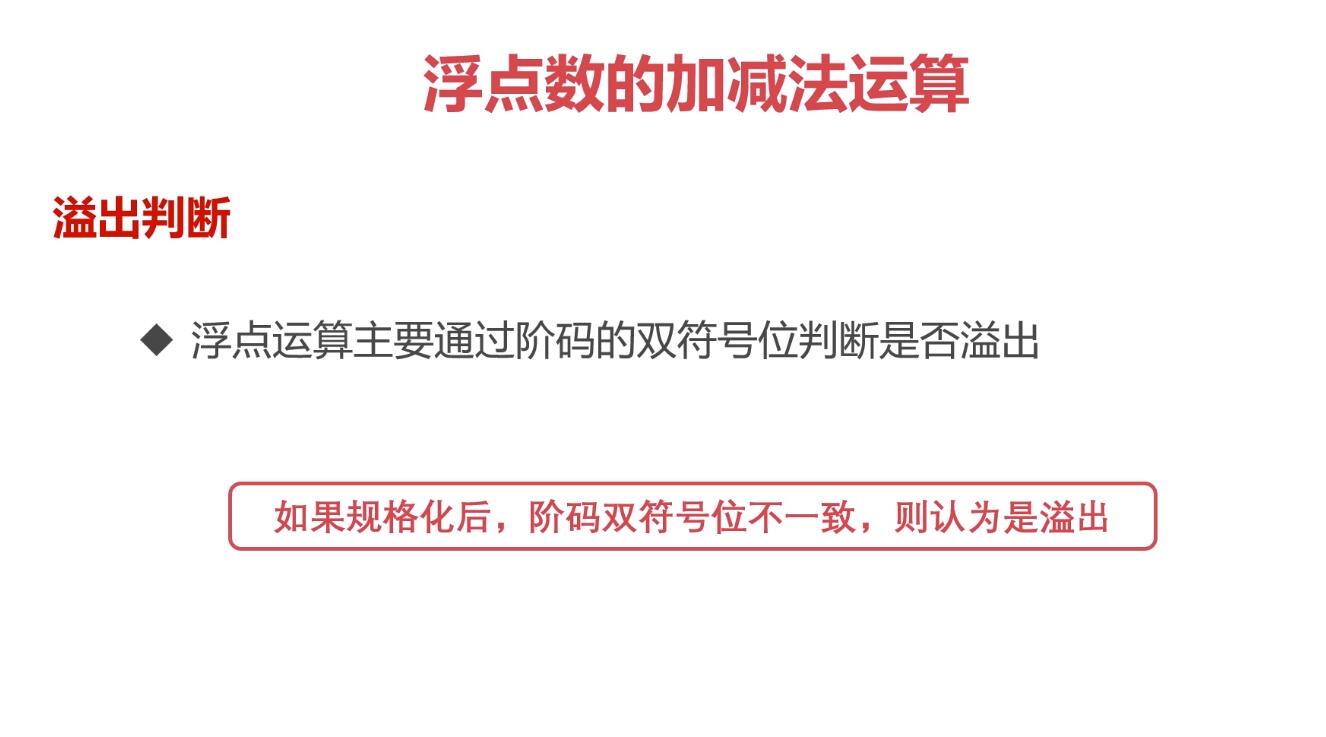 浮点数的加减法运算
溢出判断
◆ 浮点运算主要通过阶码的双符号位判断是否溢出
如果规格化后，阶码双符号位不一致，则认为是溢出